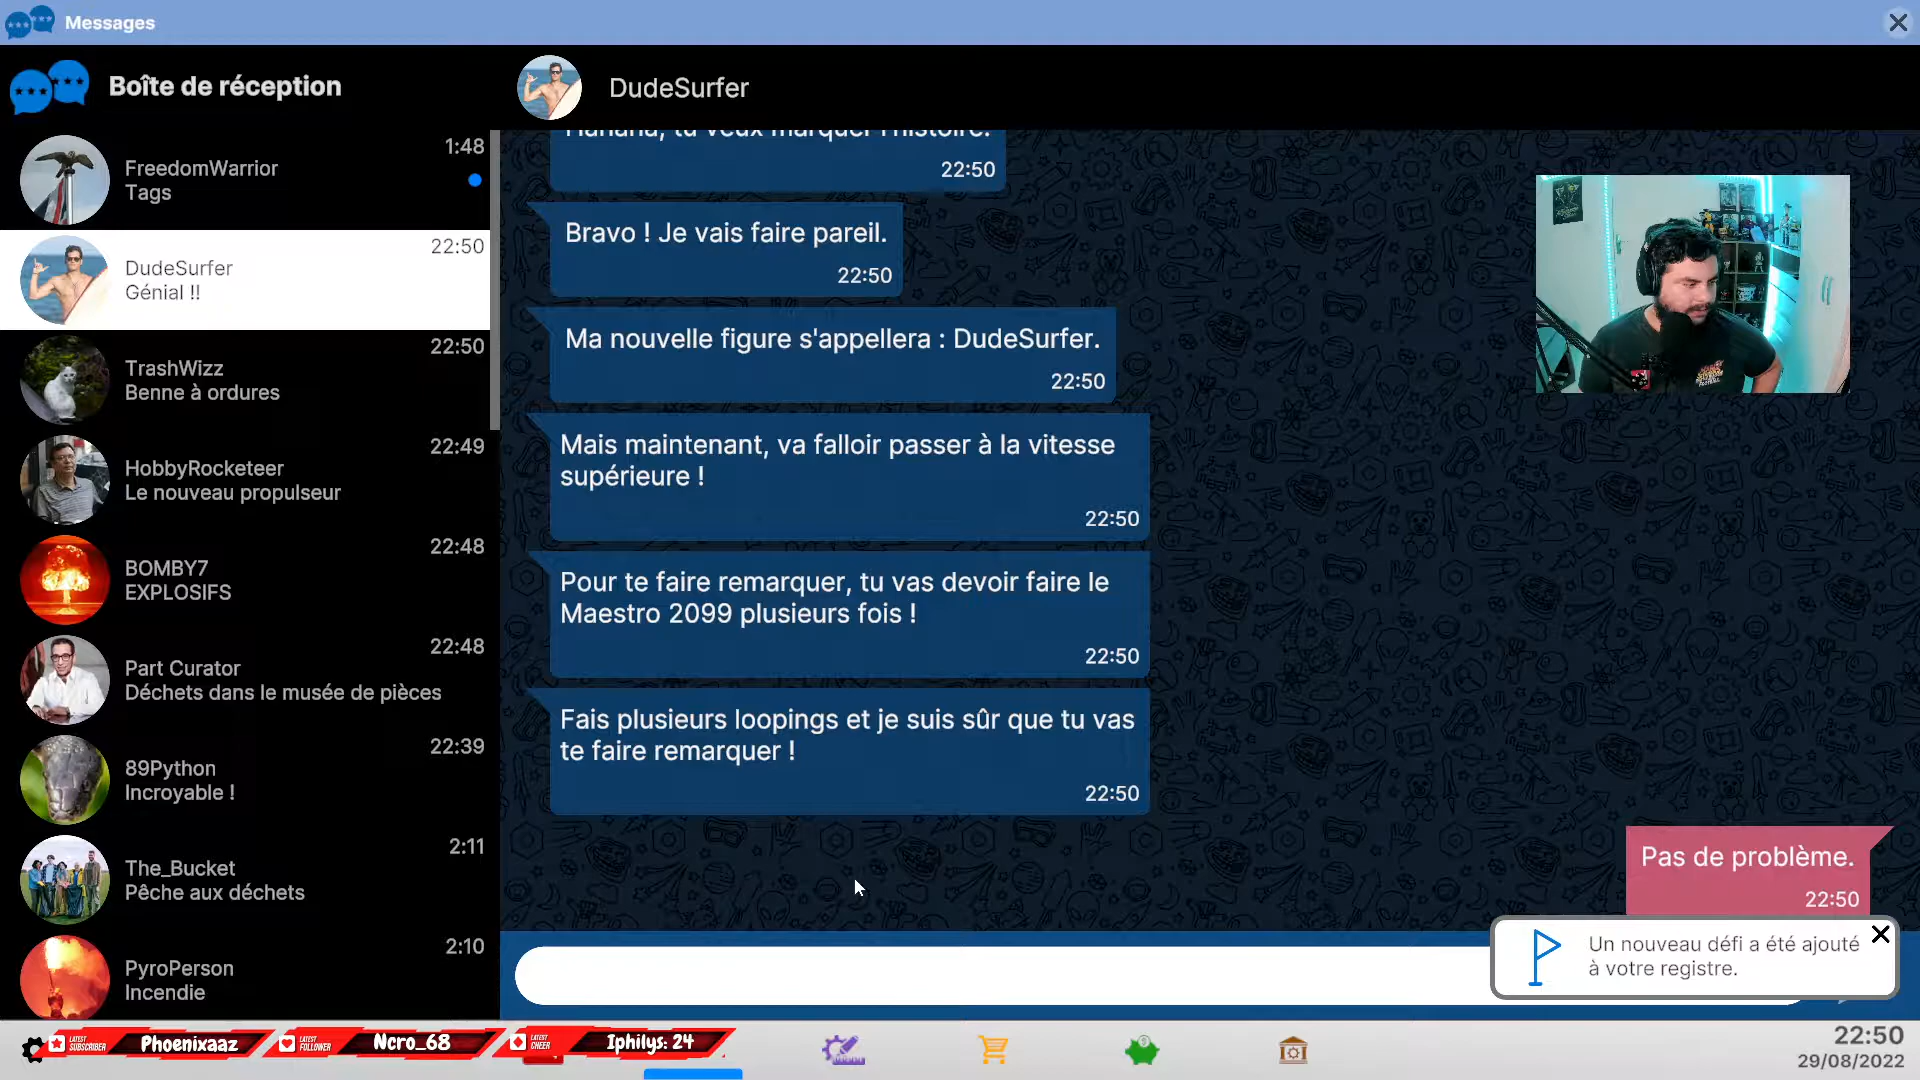 Messages
Boîte de réception
DudeSurfer
FreedomWarrior
Tags
1:48
DudeSurfer
Génial !!
22:50
TrashWizz
Benne à ordures
22:50
HobbyRocketeer
Le nouveau propulseur
22:49
BOMBY7
EXPLOSIFS
22:48
Part Curator
Déchets dans le musée de pièces
22:48
89Python
Incroyable !
22:39
The_Bucket
Pêche aux déchets
2:11
PyroPerson
Incendie
2:10
22:50
Bravo ! Je vais faire pareil.
22:50
Ma nouvelle figure s'appellera : DudeSurfer.
22:50
Mais maintenant, va falloir passer à la vitesse
supérieure !
22:50
Pour te faire remarquer, tu vas devoir faire le
Maestro 2099 plusieurs fois !
22:50
Fais plusieurs loopings et je suis sûr que tu vas
te faire remarquer !
22:50
Pas de problème.
22:50
Un nouveau défi a été ajouté
à votre registre.
LATEST
SUBSCRIBER
Phoenixaaz
LATEST
FOLLOWER
Ncro_68
LATEST
CHEER
Iphilys: 24
22:50
29/08/2022